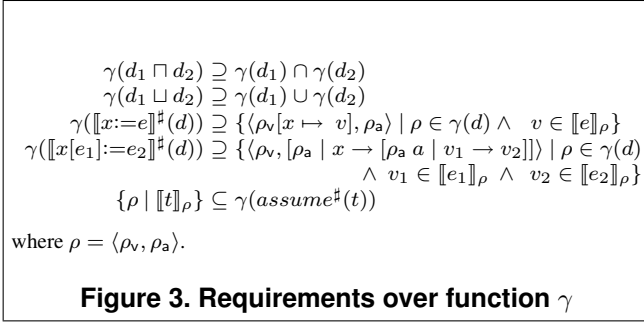 γ(d₁ ⊓ d₂) ⊇ γ(d₁) ∩ γ(d₂)
γ(d₁ ⊔ d₂) ⊇ γ(d₁) ∪ γ(d₂)
γ(⟦x:=e⟧♯(d)) ⊇ {⟨ρᵥ[x ↦ v], ρₐ⟩ | ρ ∈ γ(d) ∧ v ∈ ⟦e⟧ρ}
γ(⟦x[e₁]:=e₂⟧♯(d)) ⊇ {⟨ρᵥ, [ρₐ | x → [ρₐ a | v₁ → v₂]]⟩ | ρ ∈ γ(d)
∧ v₁ ∈ ⟦e₁⟧ρ ∧ v₂ ∈ ⟦e₂⟧ρ}
{ρ | ⟦t⟧ρ} ⊆ γ(assume♯(t))
where ρ = ⟨ρᵥ, ρₐ⟩.
Figure 3. Requirements over function γ